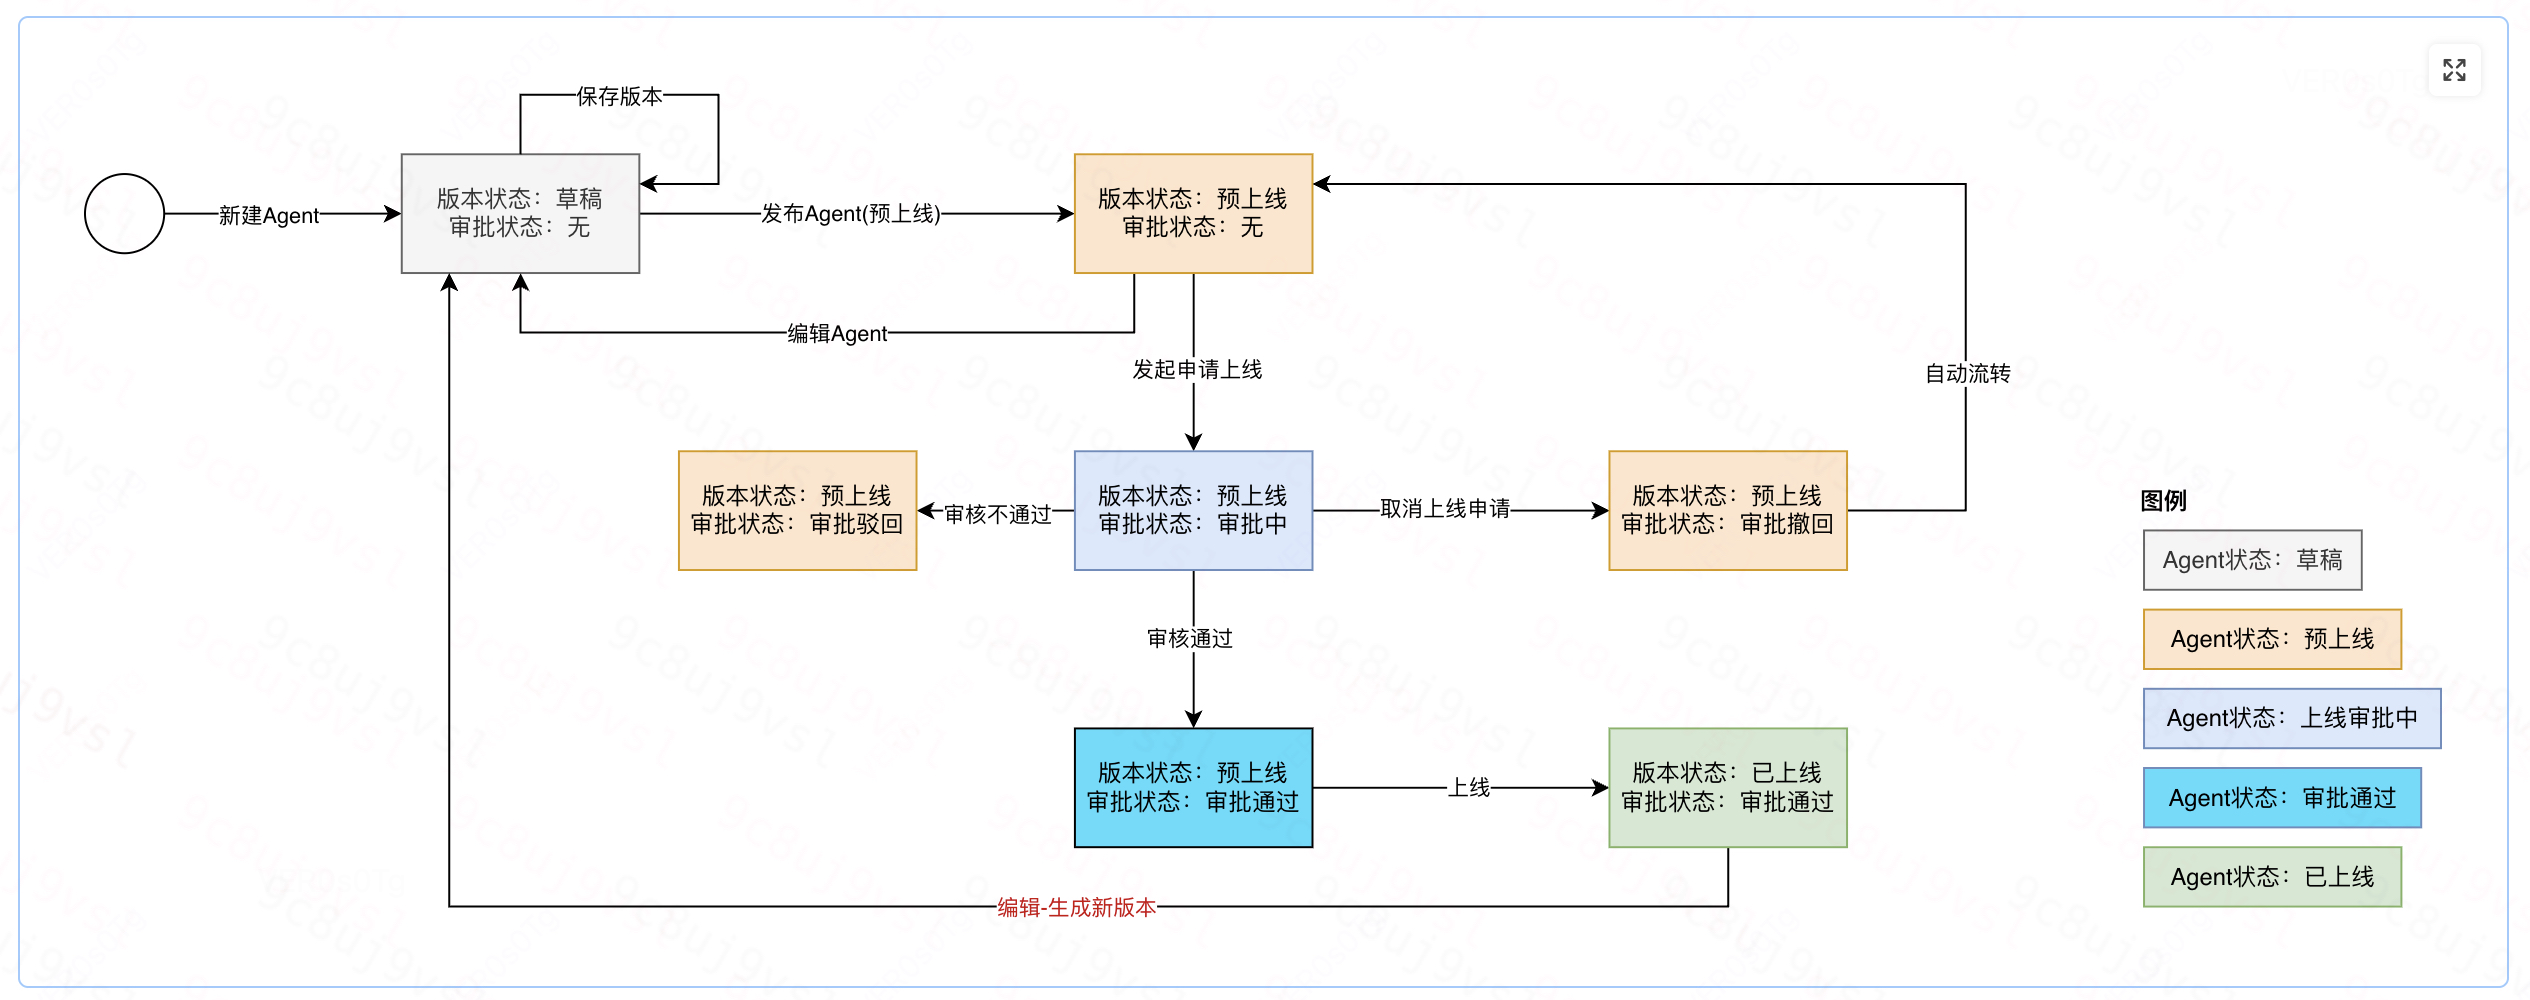 保存版本
新建Agent
版本状态：草稿
审批状态：无
发布Agent(预上线)
版本状态：预上线
审批状态：无
编辑Agent
发起申请上线
自动流转
版本状态：预上线
审批状态：审批驳回
审核不通过
版本状态：预上线
审批状态：审批中
取消上线申请
版本状态：预上线
审批状态：审批撤回
审核通过
版本状态：预上线
审批状态：审批通过
上线
版本状态：已上线
审批状态：审批通过
编辑-生成新版本
图例
Agent状态：草稿
Agent状态：预上线
Agent状态：上线审批中
Agent状态：审批通过
Agent状态：已上线
9c8uj9vsl